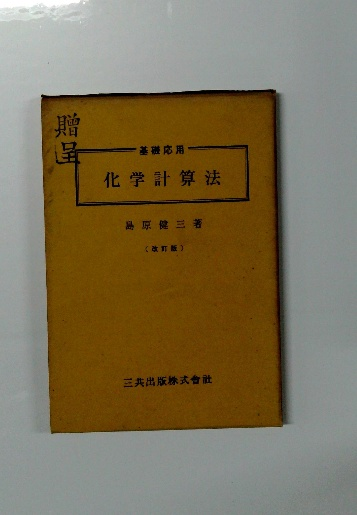 贈呈
基礎応用
化学計算法
島原健三著
(改訂版)
三共出版株式會社